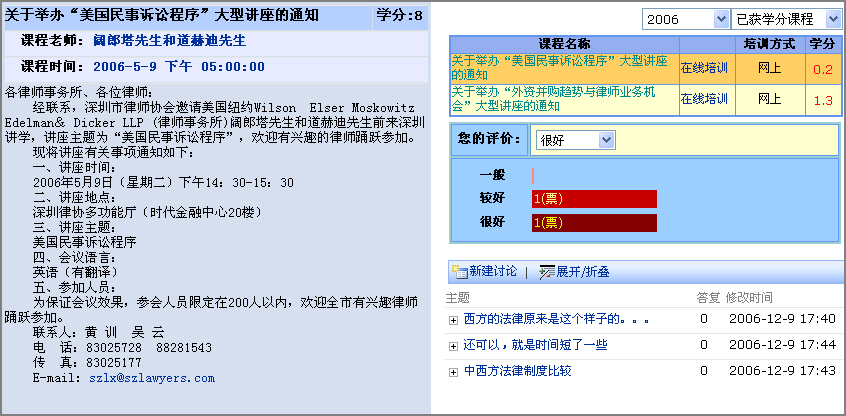 关于举办“美国民事诉讼程序”大型讲座的通知 学分:8
课程老师: 阈郎塔先生和道赫迪先生
课程时间: 2006-5-9 下午 05:00:00
各律师事务所、各位律师:
经联系，深圳市律师协会邀请美国纽约Wilson Elser Moskowitz
Edelman& Dicker LLP (律师事务所)阈郎塔先生和道赫迪先生前来深圳
讲学，讲座主题为“美国民事诉讼程序”，欢迎有兴趣的律师踊跃参加。
现将讲座有关事项通知如下：
一、讲座时间：
2006年5月9日（星期二）下午14：30-15：30
二、讲座地点：
深圳律协多功能厅（时代金融中心20楼）
三、讲座主题：
美国民事诉讼程序
四、会议语言：
英语（有翻译）
五、参加人员：
为保证会议效果，参会人员限定在200人以内，欢迎全市有兴趣律师
踊跃参加。
联系人：黄 训 吴 云
电 话：83025728 88281543
传 真：83025177
E-mail: szlx@szlawyers.com
2006 已获学分课程
课程名称 培训方式 学分
关于举办“美国民事诉讼程序”大型讲座
的通知 在线培训 网上 0.2
关于举办“外资并购趋势与律师业务机
会”大型讲座的通知 在线培训 网上 1.3
您的评价： 很好
一般
较好 1(票)
很好 1(票)
新建讨论 | 展开/折叠
主题 答复 修改时间
西方的法律原来是这个样子的。。。 0 2006-12-9 17:40
还可以，就是时间短了一些 0 2006-12-9 17:44
中西方法律制度比较 0 2006-12-9 17:43